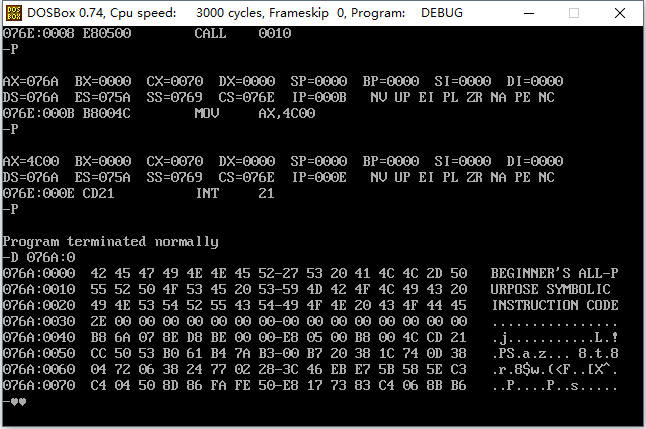 DOSBox 0.74, Cpu speed: 3000 cycles, Frameskip 0, Program: DEBUG
076E:0008 E80500 CALL 0010
-P
AX=076A BX=0000 CX=0070 DX=0000 SP=0000 BP=0000 SI=0000 DI=0000
DS=076A ES=075A SS=0769 CS=076E IP=000B NV UP EI PL ZR NA PE NC
076E:000B B8004C MOV AX,4C00
-P
AX=4C00 BX=0000 CX=0070 DX=0000 SP=0000 BP=0000 SI=0000 DI=0000
DS=076A ES=075A SS=0769 CS=076E IP=000E NV UP EI PL ZR NA PE NC
076E:000E CD21 INT 21
-P
Program terminated normally
-D 076A:0
076A:0000 42 45 47 49 4E 4E 45 52-27 53 20 41 4C 4C 2D 50 BEGINNER'S ALL-P
076A:0010 55 52 50 4F 53 45 20 53-59 4D 42 4F 4C 49 43 20 URPOSE SYMBOLIC
076A:0020 49 4E 53 54 52 55 43 54-49 4F 4E 20 43 4F 44 45 INSTRUCTION CODE
076A:0030 2E 00 00 00 00 00 00 00-00 00 00 00 00 00 00 00 ................
076A:0040 B8 6A 07 8E D8 BE 00 00-E8 05 00 B8 00 4C CD 21 .j...........L.!
076A:0050 CC 50 53 B0 61 B4 7A B3-00 B7 20 38 1C 74 0D 38 .PS.a.z... 8.t.8
076A:0060 04 72 06 38 24 77 02 28-3C 46 EB E7 5B 58 5E C3 .r.8$w.(<F..[X^.
076A:0070 C4 04 50 8D 86 FA FE 50-E8 17 73 83 C4 06 8B B6 ..P....P..s.....
-♥♥